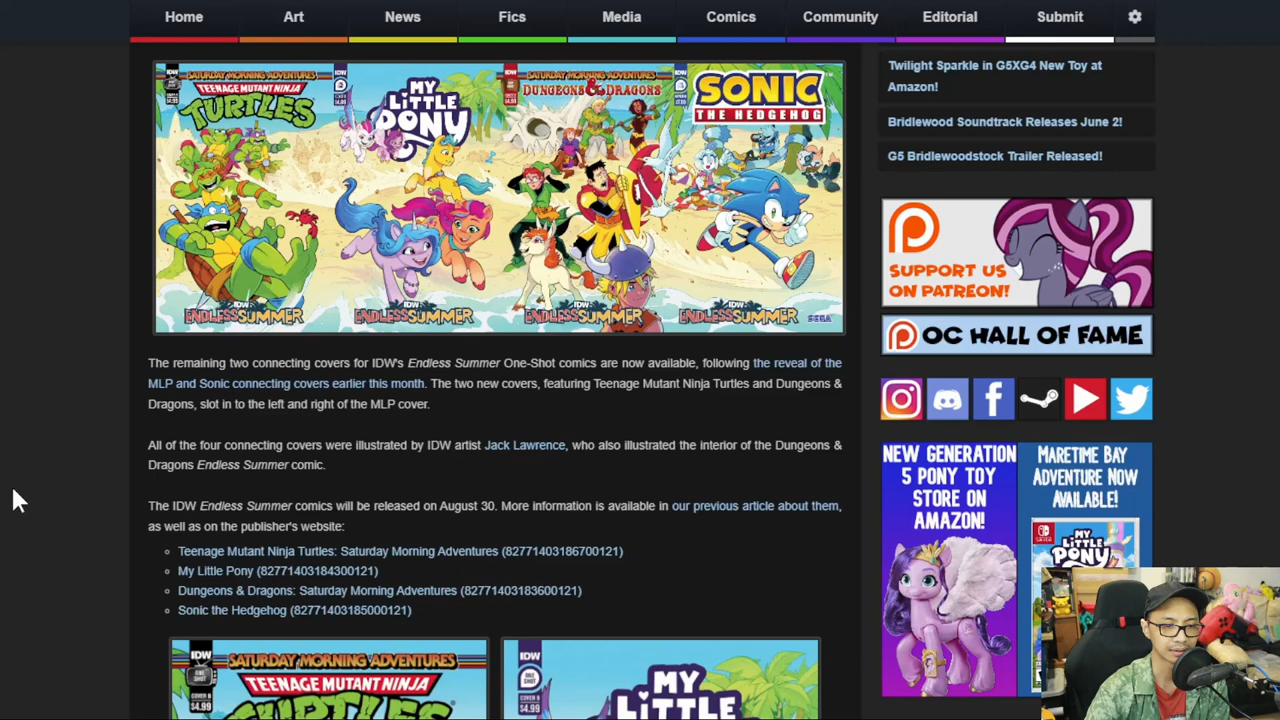 Home Art News Fics Media Comics Community Editorial Submit
SATURDAY MORNING ADVENTURES
TEENAGE MUTANT NINJA
TURTLES
MY
LITTLE
PONY
SATURDAY MORNING ADVENTURES
DUNGEONS & DRAGONS
SONIC
THE HEDGEHOG
IDW ENDLESS SUMMER
IDW ENDLESS SUMMER
IDW ENDLESS SUMMER
IDW ENDLESS SUMMER
SEGA
The remaining two connecting covers for IDW's Endless Summer One-Shot comics are now available, following the reveal of the
MLP and Sonic connecting covers earlier this month. The two new covers, featuring Teenage Mutant Ninja Turtles and Dungeons &
Dragons, slot in to the left and right of the MLP cover.
All of the four connecting covers were illustrated by IDW artist Jack Lawrence, who also illustrated the interior of the Dungeons &
Dragons Endless Summer comic.
The IDW Endless Summer comics will be released on August 30. More information is available in our previous article about them,
as well as on the publisher's website:
Teenage Mutant Ninja Turtles: Saturday Morning Adventures (82771403186700121)
My Little Pony (82771403184300121)
Dungeons & Dragons: Saturday Morning Adventures (82771403183600121)
Sonic the Hedgehog (82771403185000121)
IDW
ONE SHOT
$4.99
SATURDAY MORNING ADVENTURES
TEENAGE MUTANT NINJA
TURTLES
IDW
ONE SHOT
$4.99
MY
LITTLE
Twilight Sparkle in G5XG4 New Toy at
Amazon!
Bridlewood Soundtrack Releases June 2!
G5 Bridlewoodstock Trailer Released!
SUPPORT US
ON PATREON!
OC HALL OF FAME
NEW GENERATION
5 PONY TOY
STORE ON
AMAZON!
MARETIME BAY
ADVENTURE NOW
AVAILABLE!
MY LITTLE
PONY